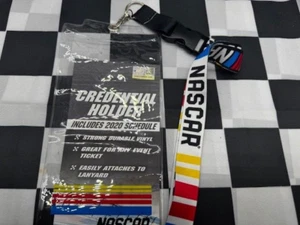 CREDENTIAL
HOLDER
INCLUDES 2020 SCHEDULE
STRONG DURABLE VINYL
GREAT FOR ANY EVENT
TICKET
EASILY ATTACHES TO
LANYARD
NASCAR
NASCAR